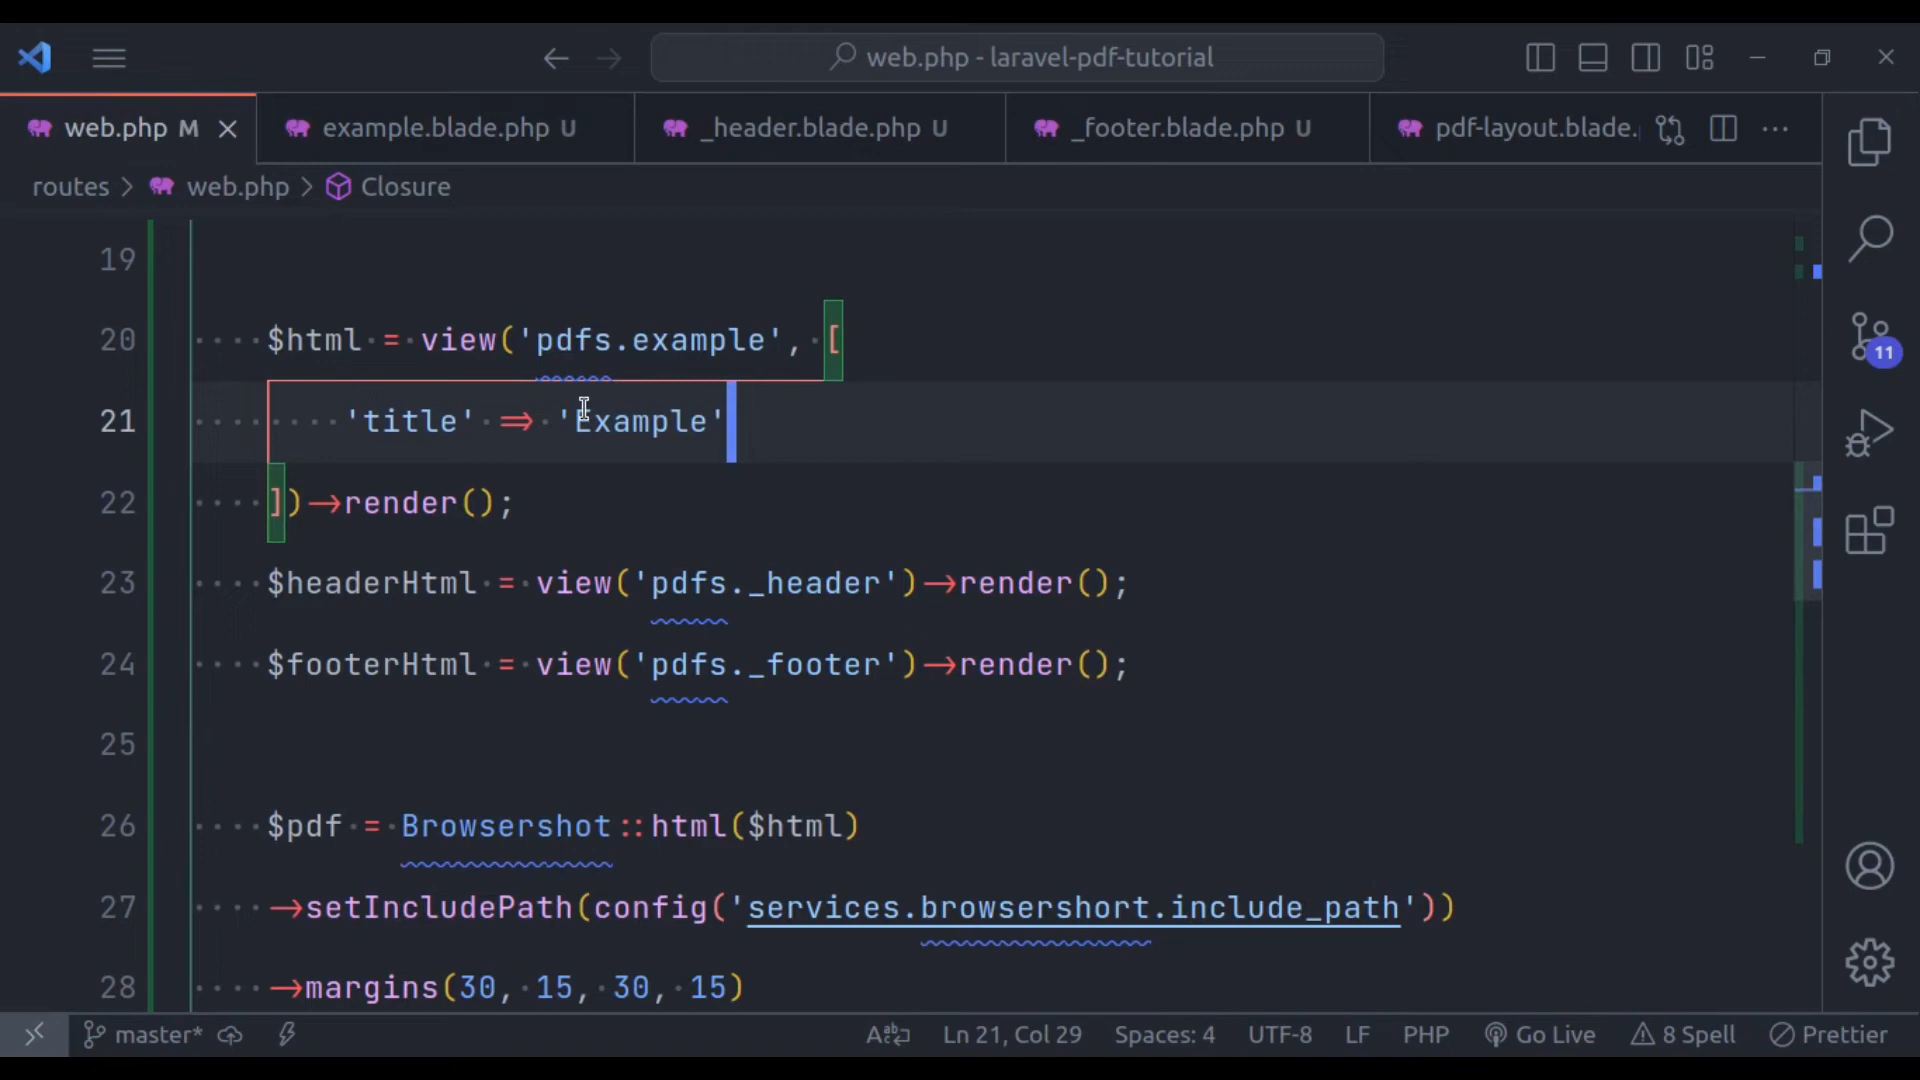 web.php - laravel-pdf-tutorial
web.php M example.blade.php U _header.blade.php U _footer.blade.php U pdf-layout.blade.
routes > web.php > Closure
19
20 $html = view('pdfs.example', [
21 'title' => 'Example'
22 ])->render();
23 $headerHtml = view('pdfs._header')->render();
24 $footerHtml = view('pdfs._footer')->render();
25
26 $pdf = Browsershot::html($html)
27 ->setIncludePath(config('services.browsershort.include_path'))
28 ->margins(30, 15, 30, 15)
11
master* Ln 21, Col 29 Spaces: 4 UTF-8 LF PHP Go Live 8 Spell Prettier